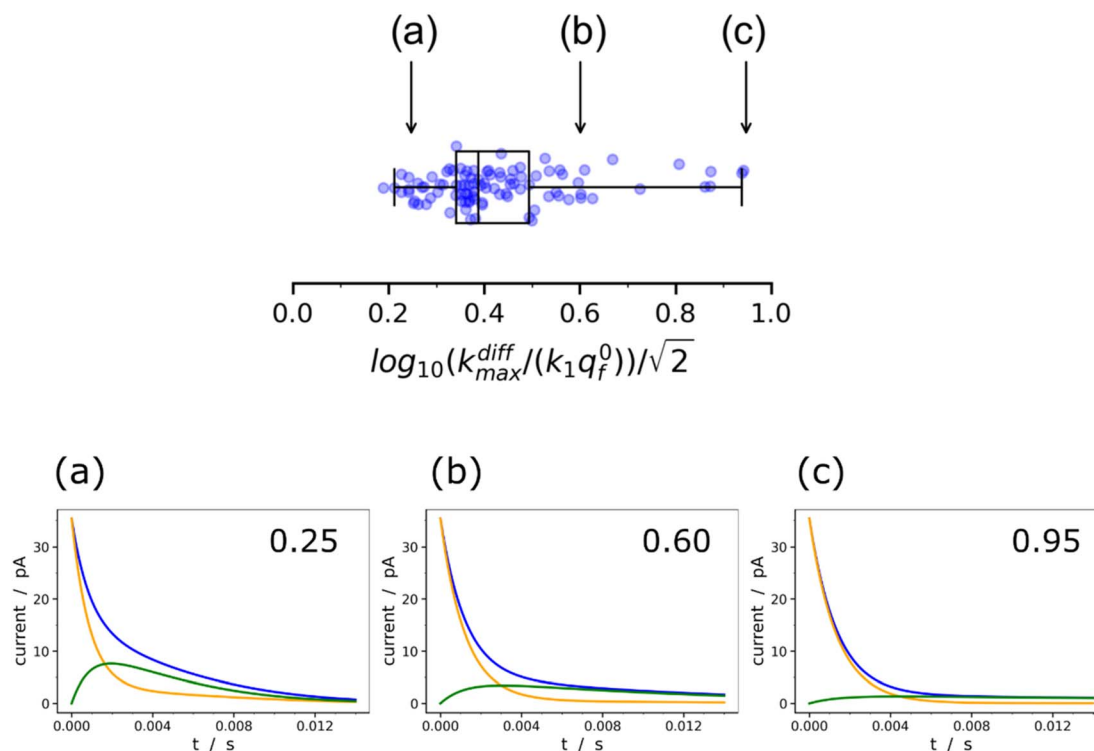 (a) (b) (c)
0.0 0.2 0.4 0.6 0.8 1.0
log₁₀(k_max^diff/(k₁q_f⁰))/√2
(a) (b) (c)
0.25 0.60 0.95
30 30 30
20 20 20
10 10 10
0 0 0
current / pA current / pA current / pA
0.000 0.004 0.008 0.012 0.000 0.004 0.008 0.012 0.000 0.004 0.008 0.012
t / s t / s t / s